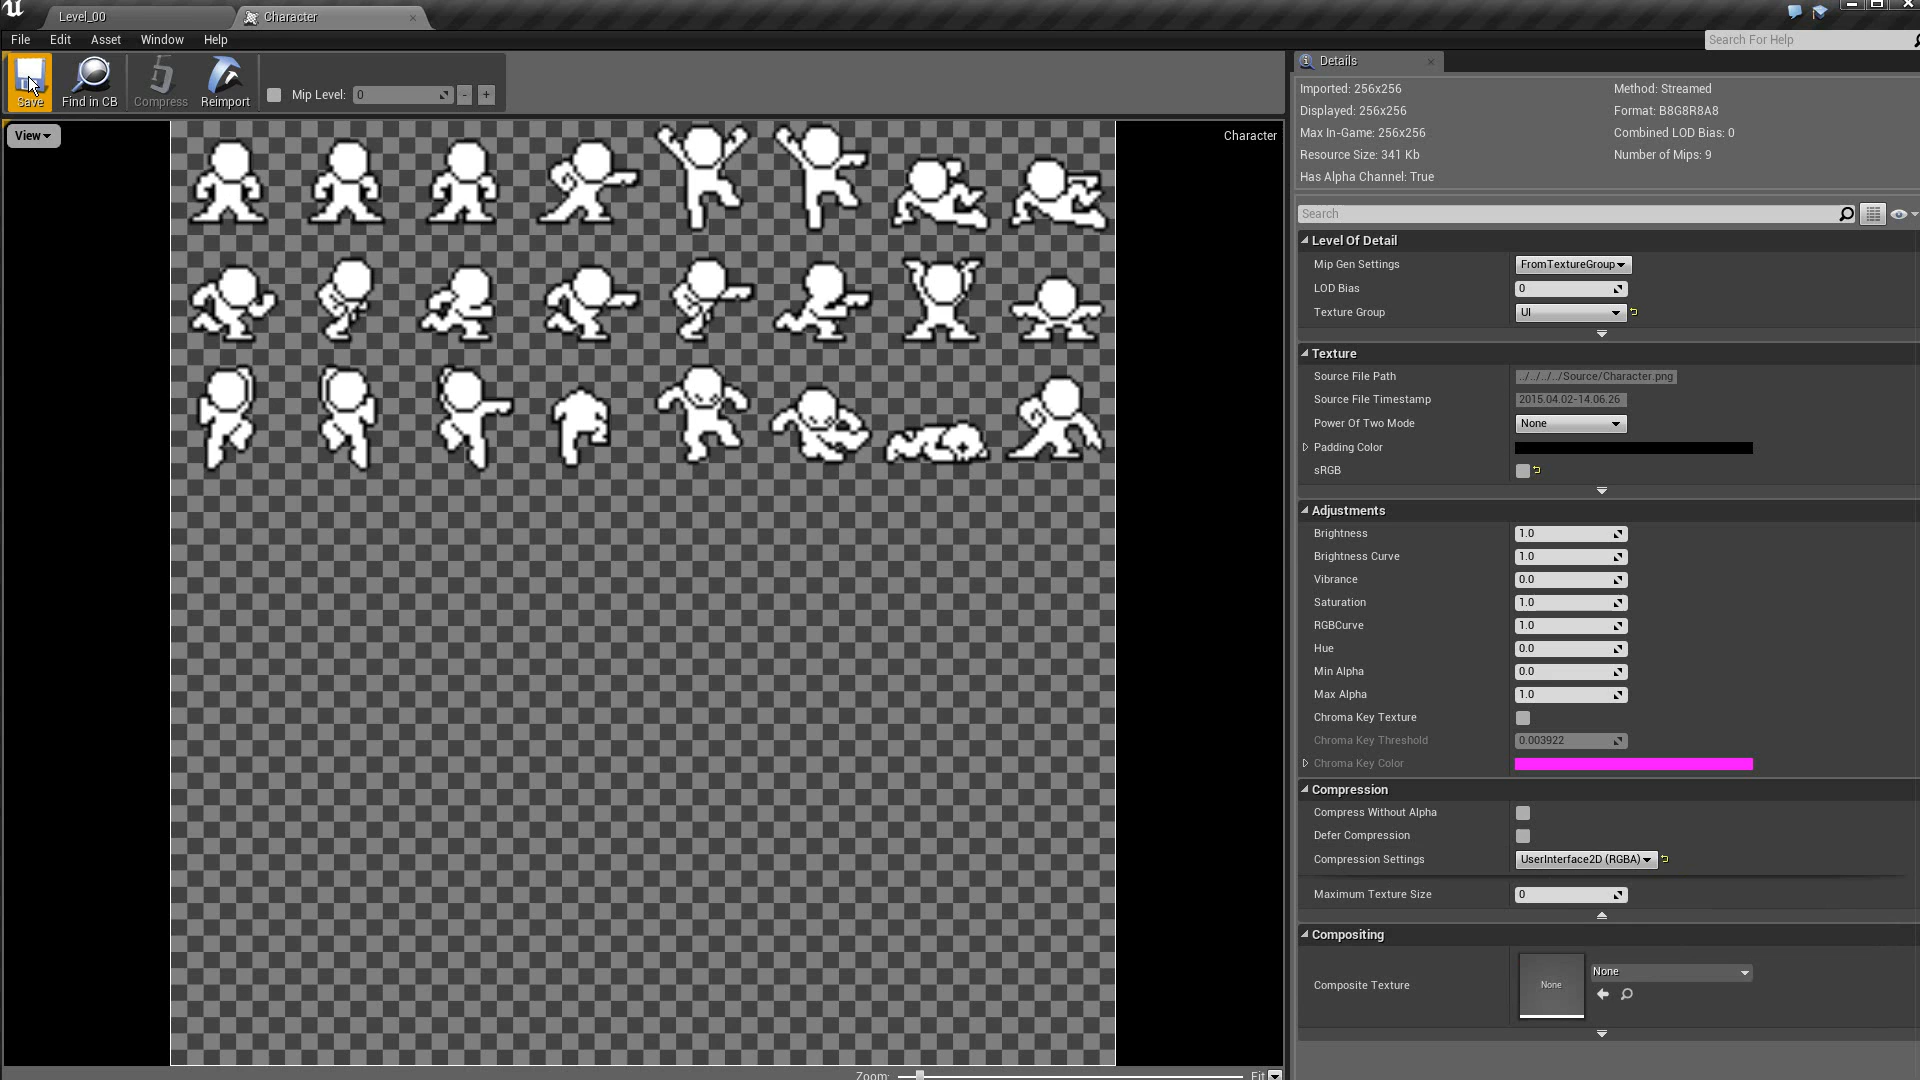 Level_00
Character
File Edit Asset Window Help
Search For Help
Save
Find in CB
Compress
Reimport
Mip Level: 0
- +
View
Character
Details
Imported: 256x256
Method: Streamed
Displayed: 256x256
Format: B8G8R8A8
Max In-Game: 256x256
Combined LOD Bias: 0
Resource Size: 341 Kb
Number of Mips: 9
Has Alpha Channel: True
Search
Level Of Detail
Mip Gen Settings FromTextureGroup
LOD Bias 0
Texture Group UI
Texture
Source File Path ../../../../Source/Character.png
Source File Timestamp 2015.04.02-14.06.26
Power Of Two Mode None
Padding Color
sRGB
Adjustments
Brightness 1.0
Brightness Curve 1.0
Vibrance 0.0
Saturation 1.0
RGBCurve 1.0
Hue 0.0
Min Alpha 0.0
Max Alpha 1.0
Chroma Key Texture
Chroma Key Threshold 0.003922
Chroma Key Color
Compression
Compress Without Alpha
Defer Compression
Compression Settings UserInterface2D (RGBA)
Maximum Texture Size 0
Compositing
None
Composite Texture None
Zoom: Fit